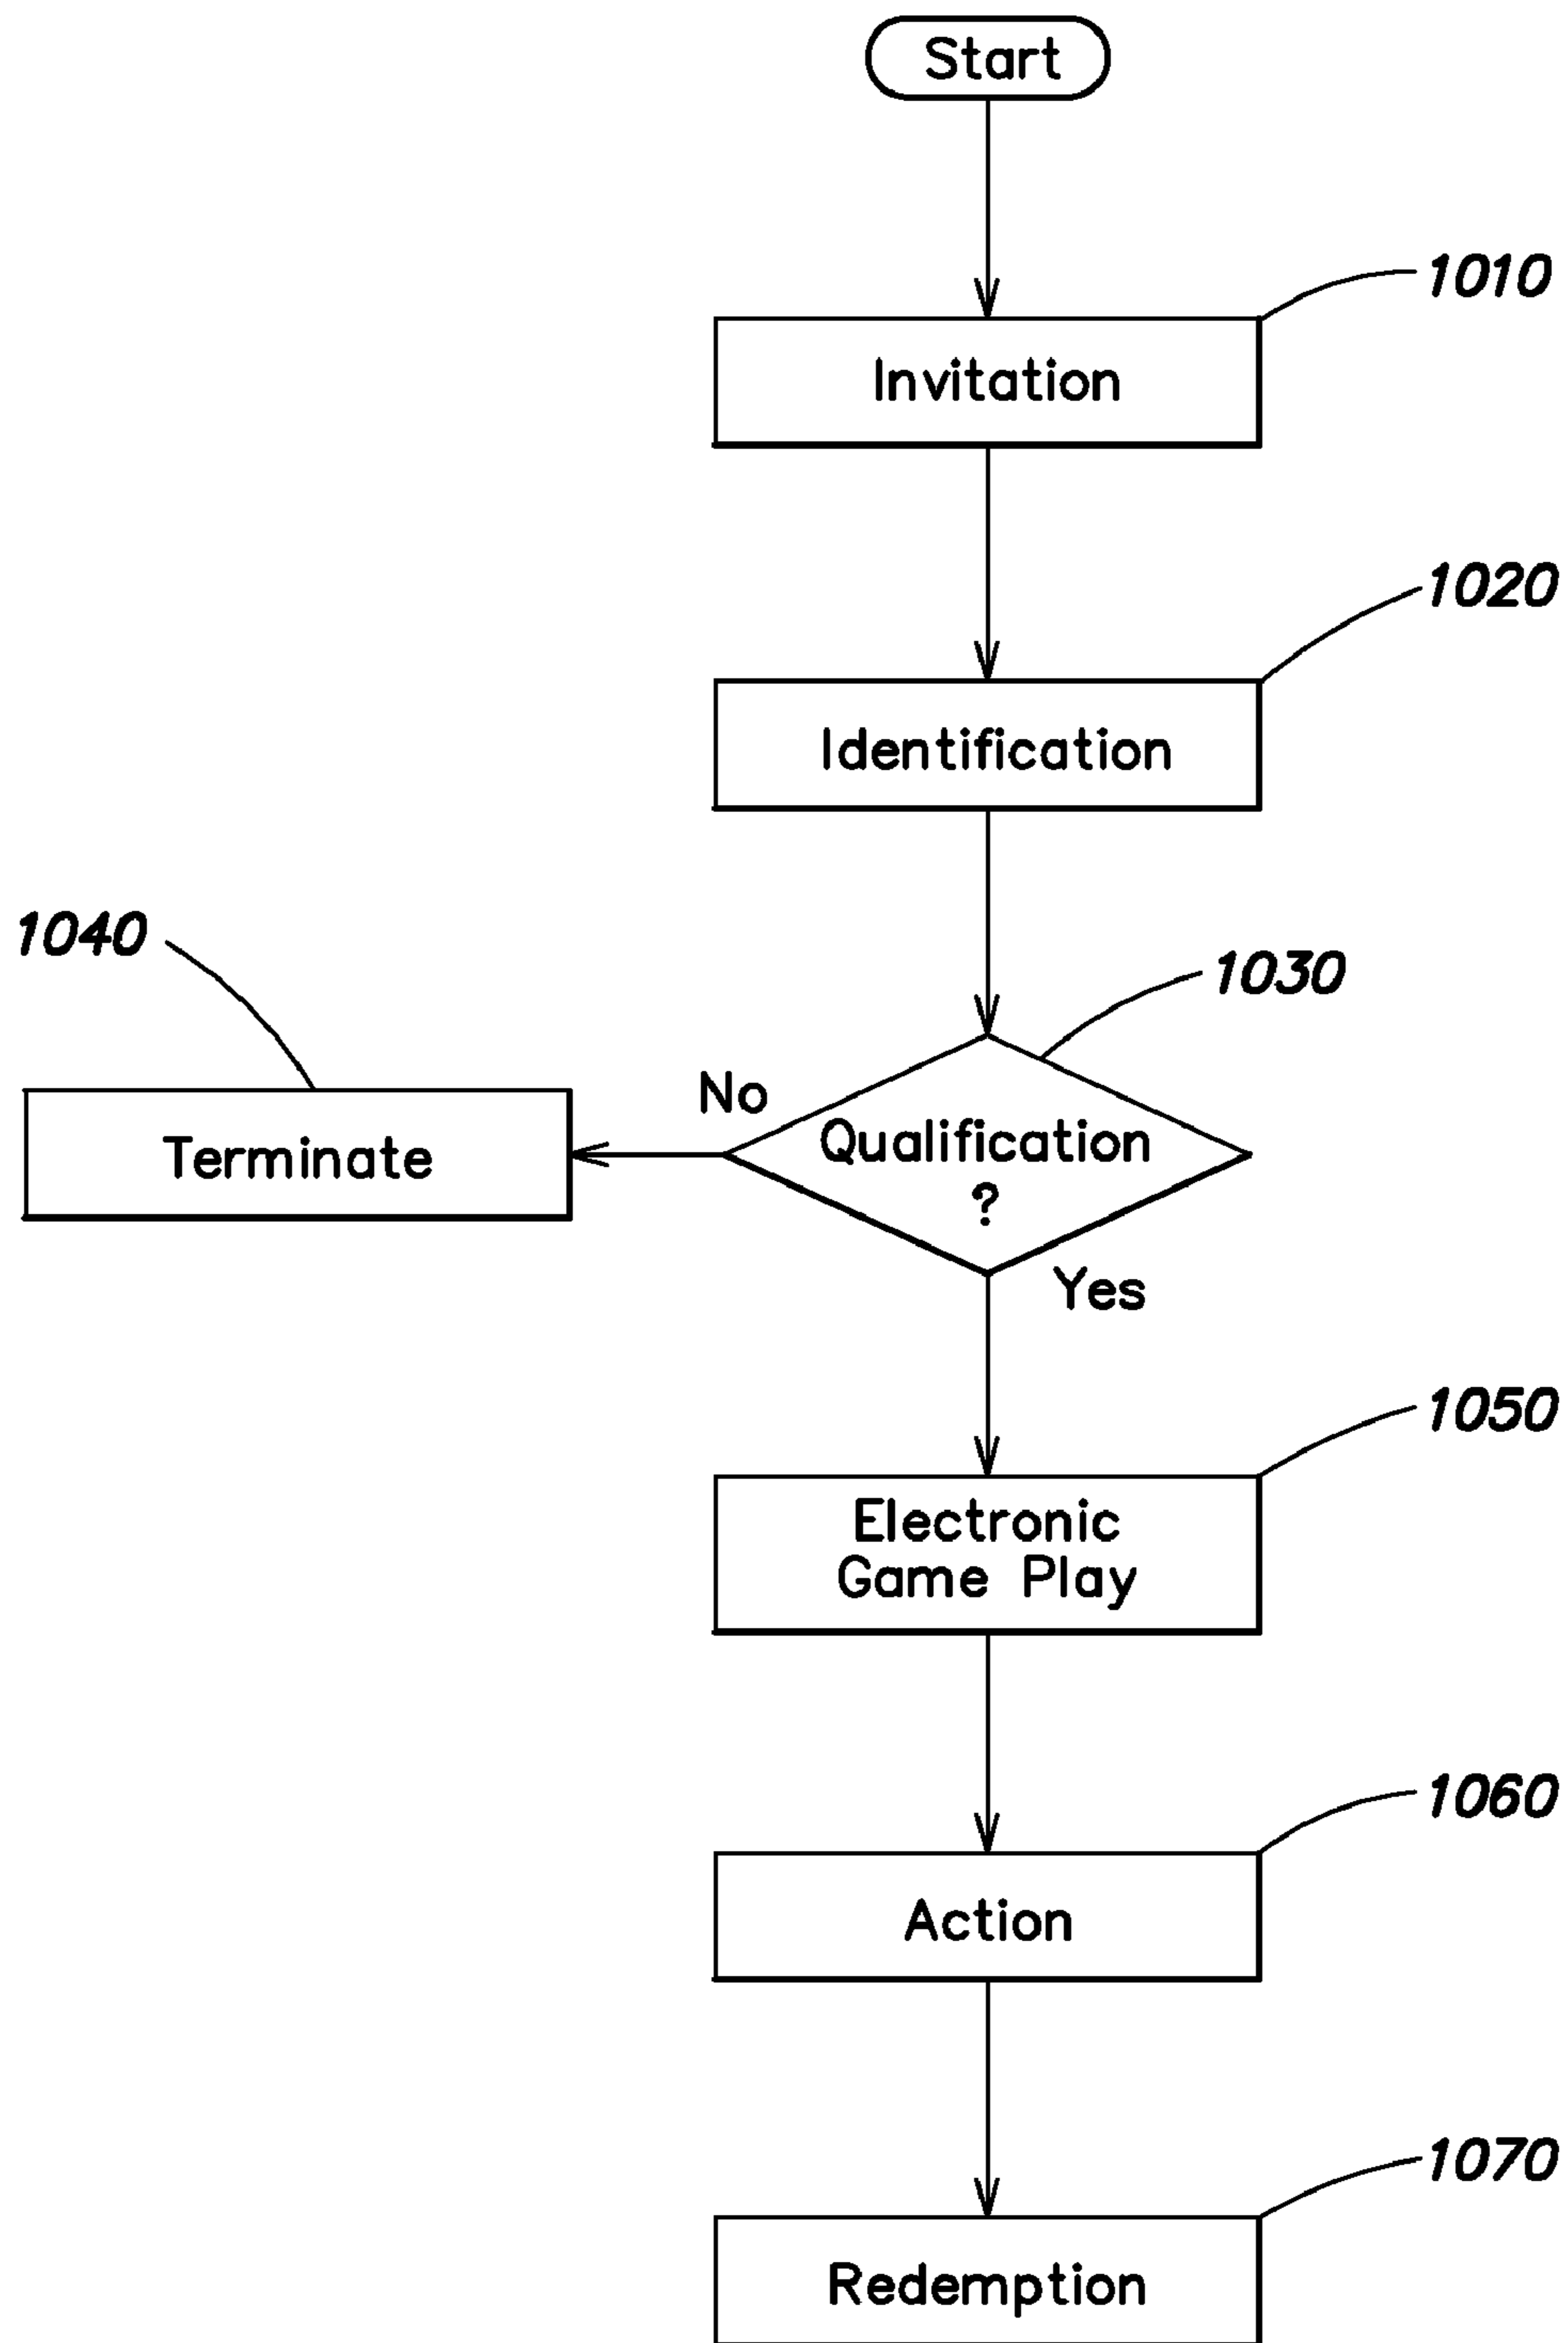 Start
1010
Invitation
1020
Identification
1040
1030
No
Terminate
Qualification
?
Yes
1050
Electronic
Game Play
1060
Action
1070
Redemption